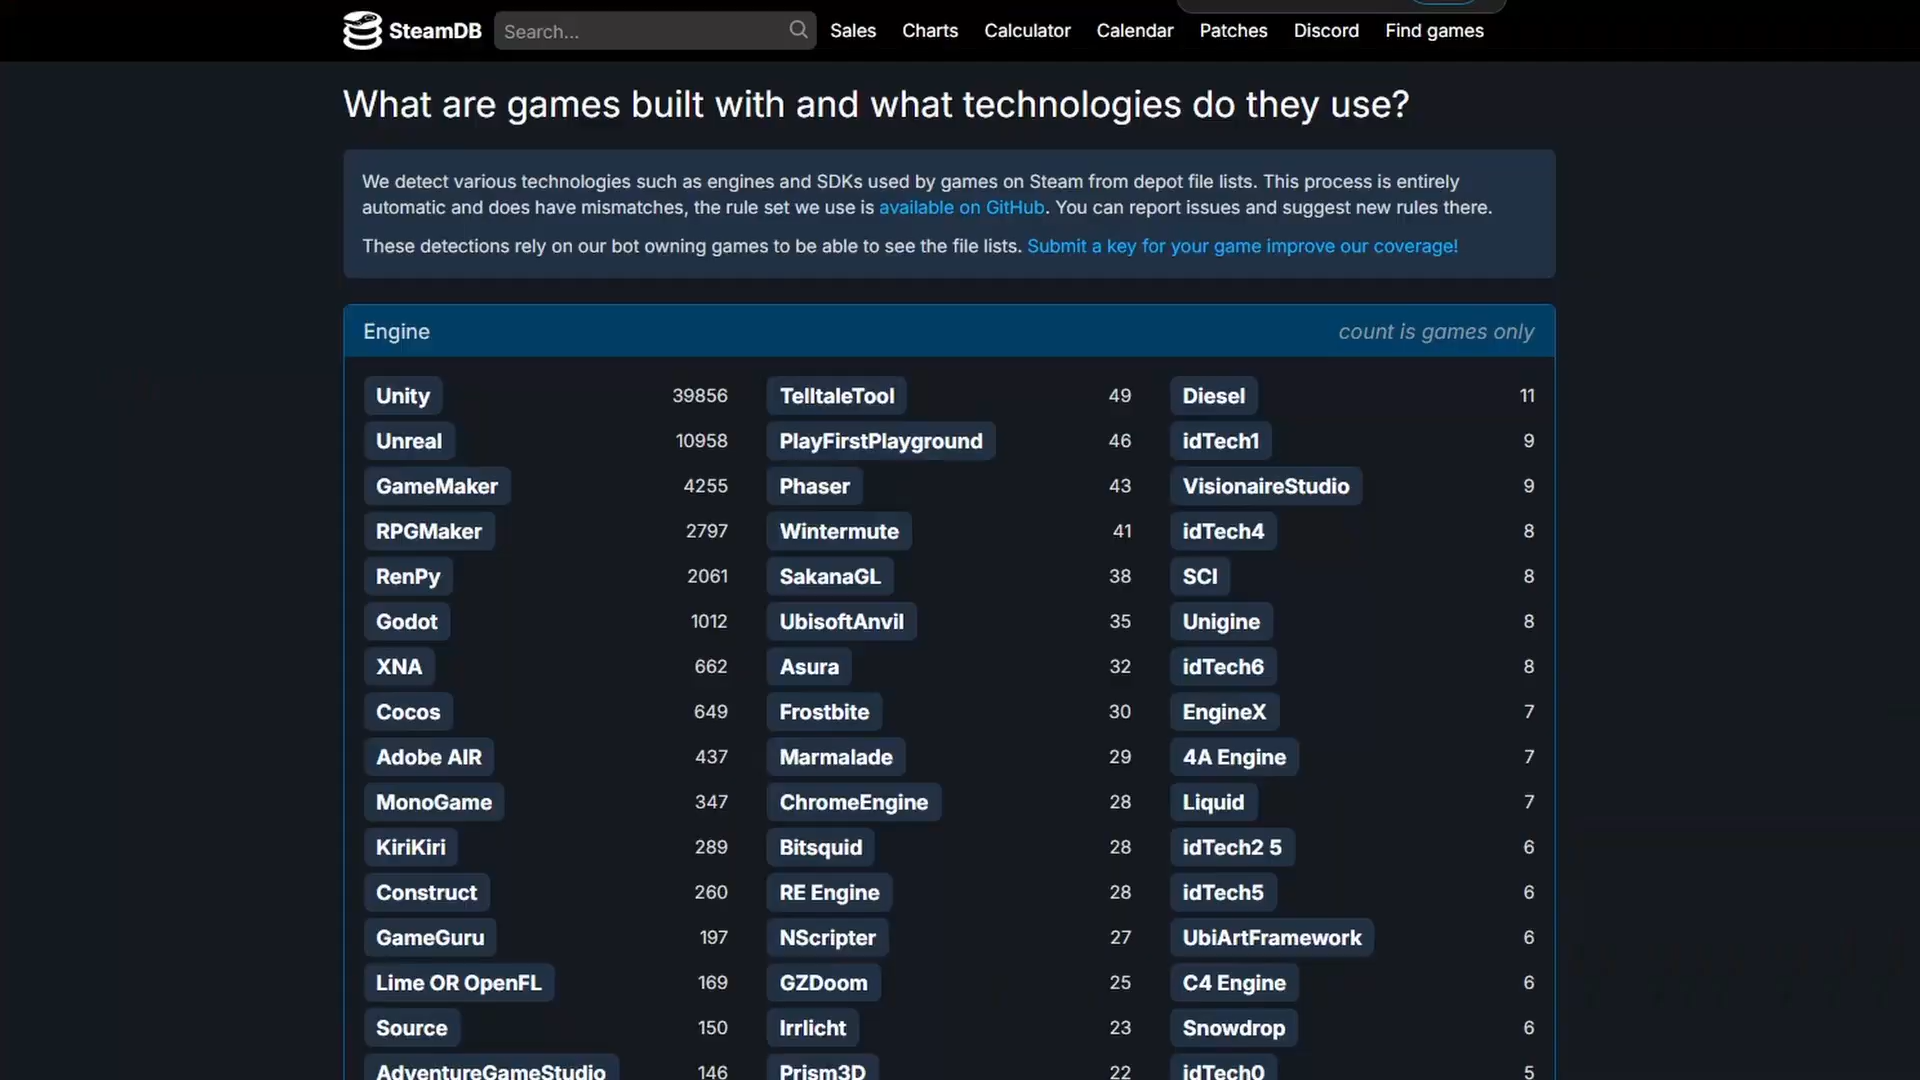 SteamDB
Search...
Sales
Charts
Calculator
Calendar
Patches
Discord
Find games
What are games built with and what technologies do they use?
We detect various technologies such as engines and SDKs used by games on Steam from depot file lists. This process is entirely
automatic and does have mismatches, the rule set we use is available on GitHub. You can report issues and suggest new rules there.
These detections rely on our bot owning games to be able to see the file lists. Submit a key for your game improve our coverage!
Engine
count is games only
Unity 39856
Unreal 10958
GameMaker 4255
RPGMaker 2797
RenPy 2061
Godot 1012
XNA 662
Cocos 649
Adobe AIR 437
MonoGame 347
KiriKiri 289
Construct 260
GameGuru 197
Lime OR OpenFL 169
Source 150
AdventureGameStudio 146
TelltaleTool 49
PlayFirstPlayground 46
Phaser 43
Wintermute 41
SakanaGL 38
UbisoftAnvil 35
Asura 32
Frostbite 30
Marmalade 29
ChromeEngine 28
Bitsquid 28
RE Engine 28
NScripter 27
GZDoom 25
Irrlicht 23
Prism3D 22
Diesel 11
idTech1 9
VisionaireStudio 9
idTech4 8
SCI 8
Unigine 8
idTech6 8
EngineX 7
4A Engine 7
Liquid 7
idTech2 5 6
idTech5 6
UbiArtFramework 6
C4 Engine 6
Snowdrop 6
idTech0 5